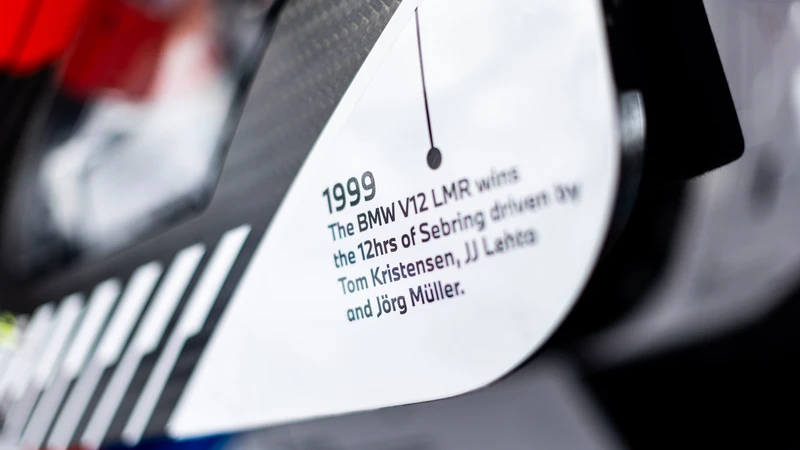 1999
The BMW V12 LMR wins
the 12hrs of Sebring driven by
Tom Kristensen, JJ Lehto
and Jörg Müller.